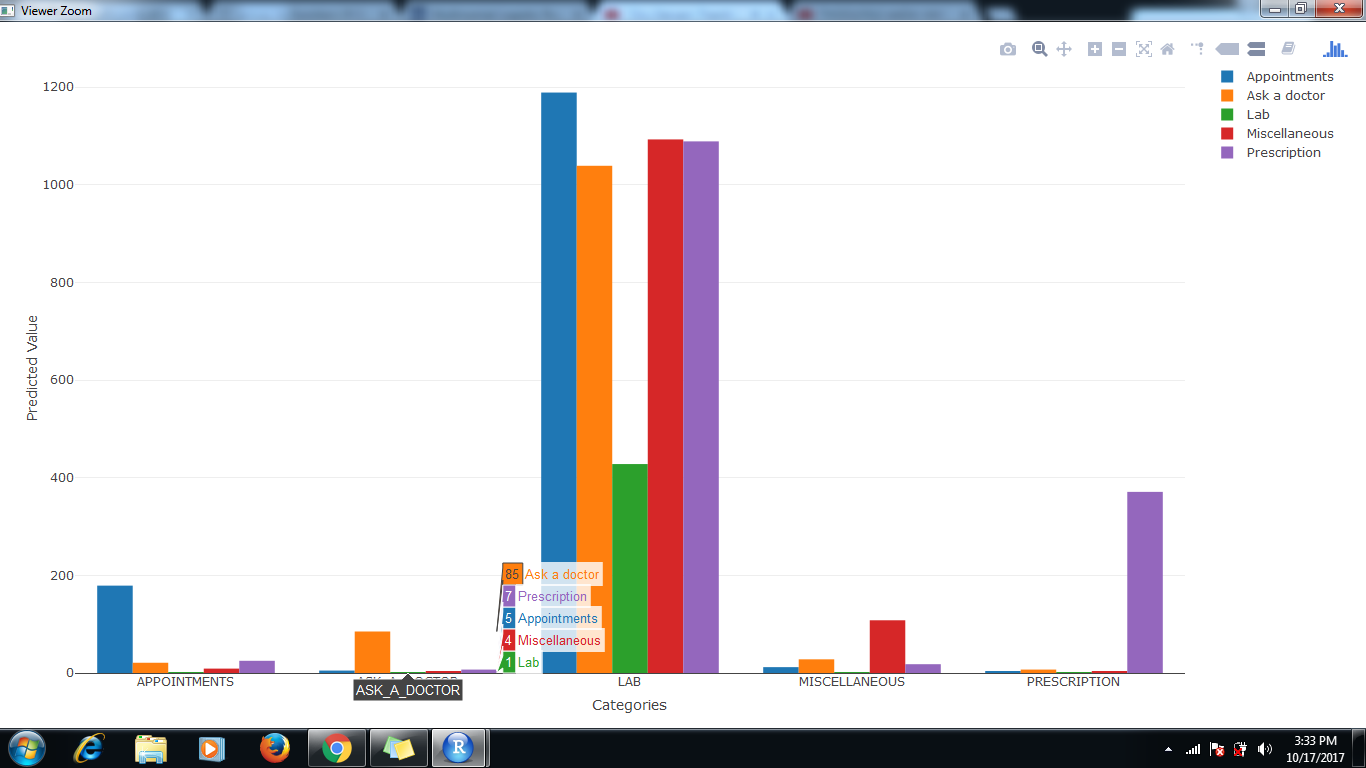 Viewer Zoom
Appointments
Ask a doctor
Lab
Miscellaneous
Prescription
1200
1000
800
600
400
200
0
Predicted Value
85 Ask a doctor
7 Prescription
5 Appointments
4 Miscellaneous
1 Lab
APPOINTMENTS
LAB
MISCELLANEOUS
PRESCRIPTION
ASK_A_DOCTOR
Categories
3:33 PM
10/17/2017